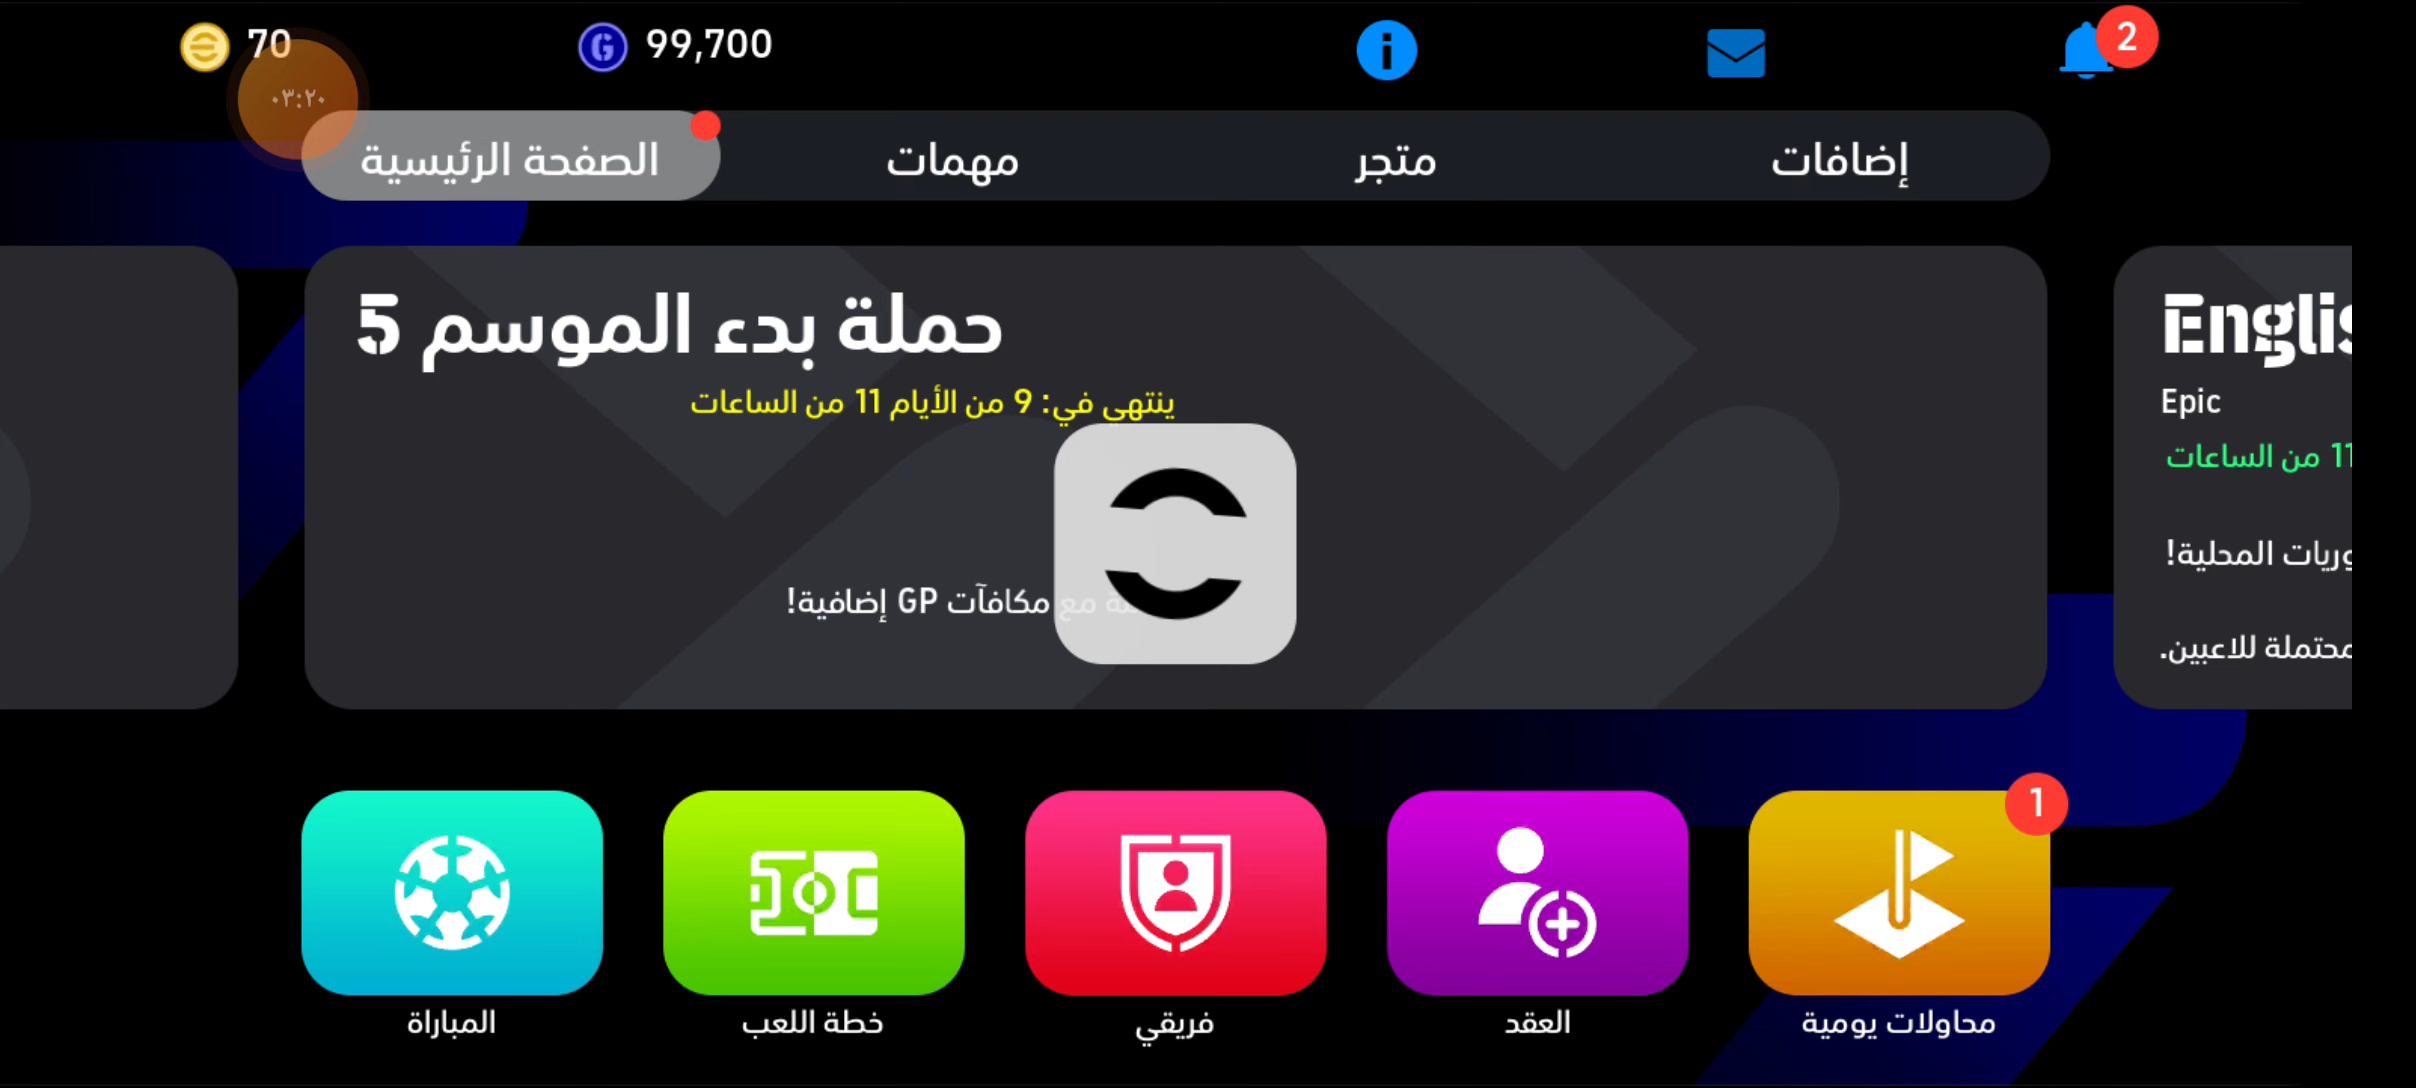 70
99,700
2
٠٣:٢٠
الصفحة الرئيسية
مهمات
متجر
إضافات
حملة بدء الموسم 5
ينتهي في: 9 من الأيام 11 من الساعات
مع مكافآت GP إضافية!
Englis
Epic
11 من الساعات
المحلية!
محتملة للاعبين.
1
المباراة
خطة اللعب
فريقي
العقد
محاولات يومية